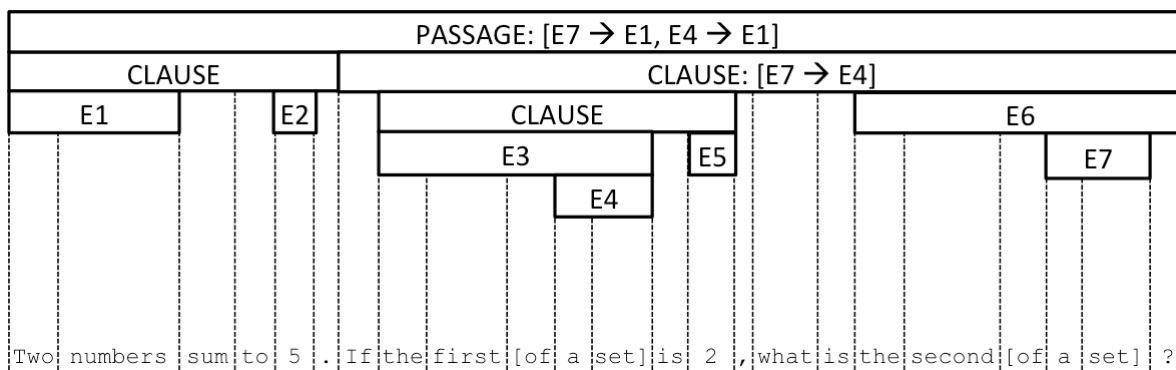 PASSAGE: [E7 → E1, E4 → E1]
CLAUSE CLAUSE: [E7 → E4]
E1 E2 CLAUSE E6
E3 E5 E7
E4
Two numbers sum to 5 . If the first [of a set] is 2 , what is the second [of a set] ?